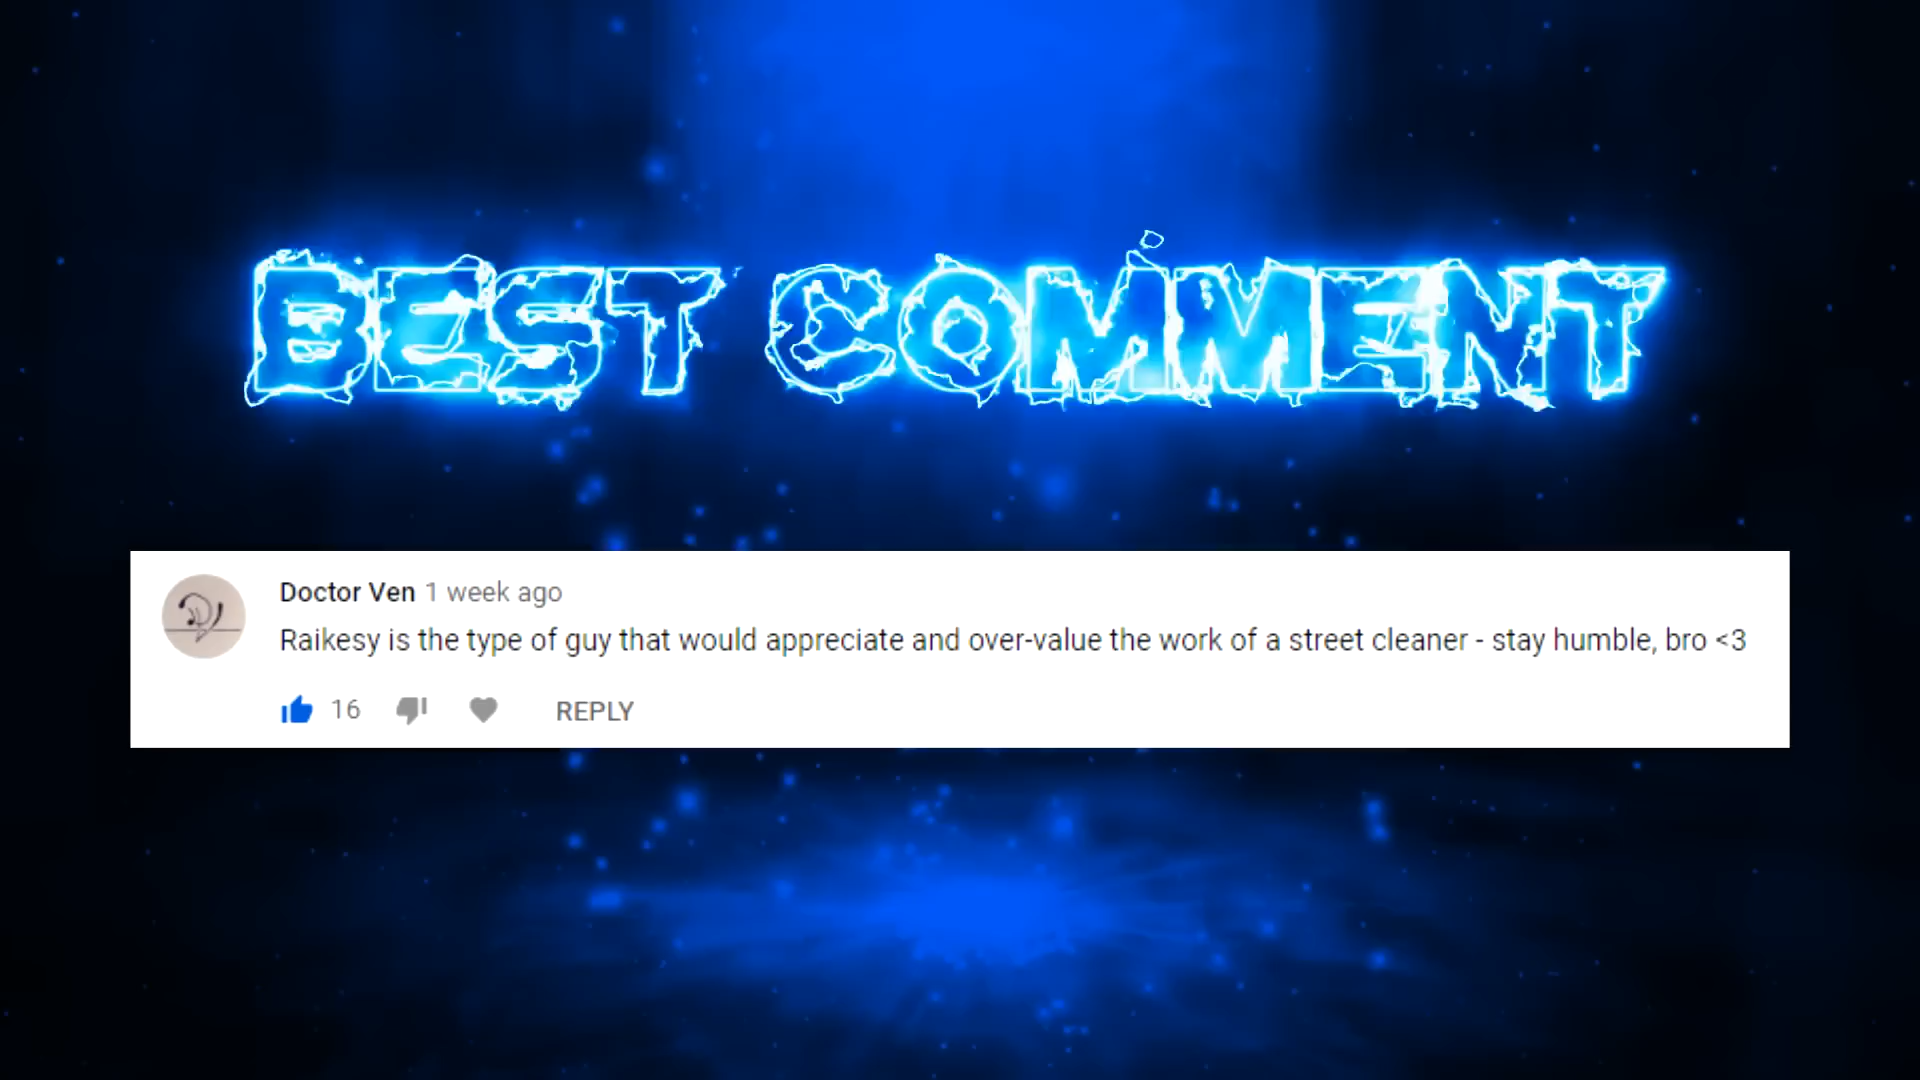 BEST COMMENT
Doctor Ven 1 week ago
Raikesy is the type of guy that would appreciate and over-value the work of a street cleaner - stay humble, bro <3
16 REPLY